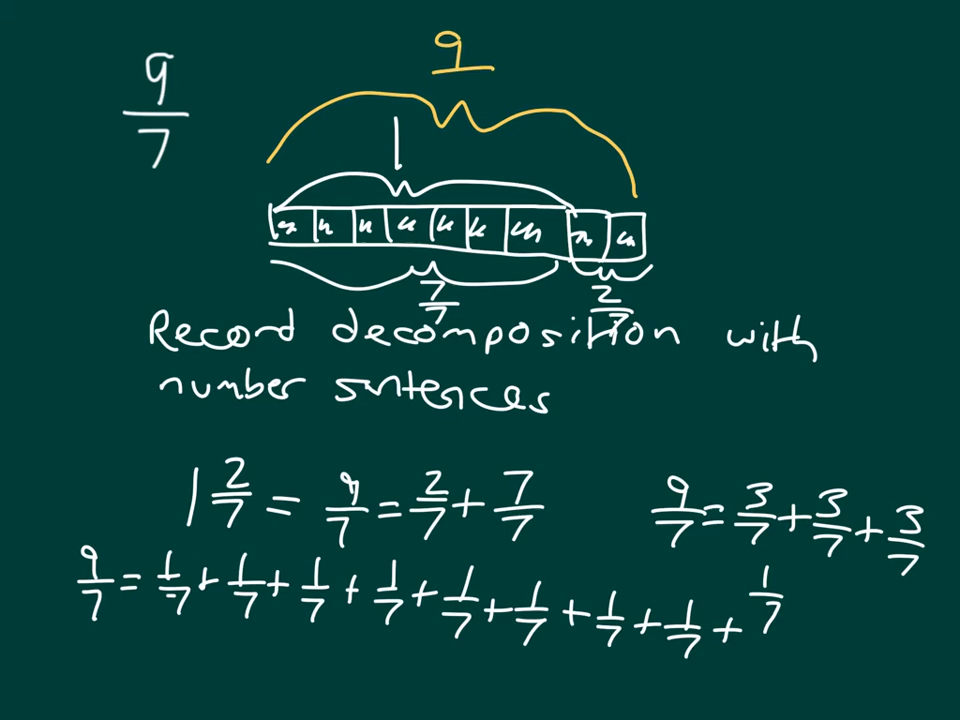 9
9/7
1
7/7 2/7
Record decomposition with
number sentences
1 2/7 = 9/7 = 2/7 + 7/7
9/7 = 3/7 + 3/7 + 3/7
9/7 = 1/7 + 1/7 + 1/7 + 1/7 + 1/7 + 1/7 + 1/7 + 1/7 + 1/7